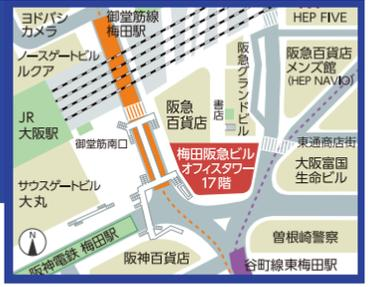 ヨドバシ
カメラ
御堂筋線
梅田駅
HEP FIVE
ノースゲートビル
ルクア
阪急
百貨店
書店
阪急グランドビル
阪急百貨店
メンズ館
(HEP NAVIO)
JR
大阪駅
御堂筋南口
梅田阪急ビル
オフィスタワー
17階
東通商店街
大阪富国
生命ビル
サウスゲートビル
大丸
N
阪神電鉄 梅田駅
阪神百貨店
曽根崎警察
谷町線東梅田駅